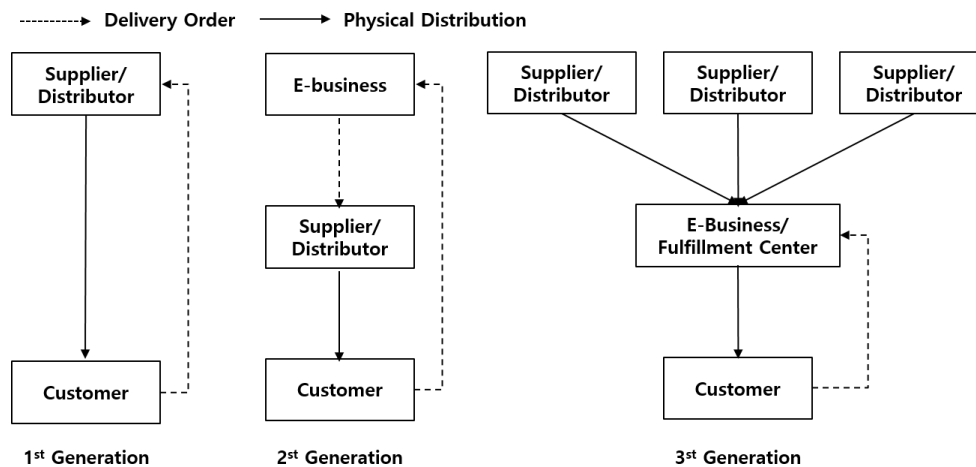 Delivery Order
Physical Distribution
Supplier/
Distributor
Customer
1st Generation
E-business
Supplier/
Distributor
Customer
2st Generation
Supplier/
Distributor
Supplier/
Distributor
Supplier/
Distributor
E-Business/
Fulfillment Center
Customer
3st Generation